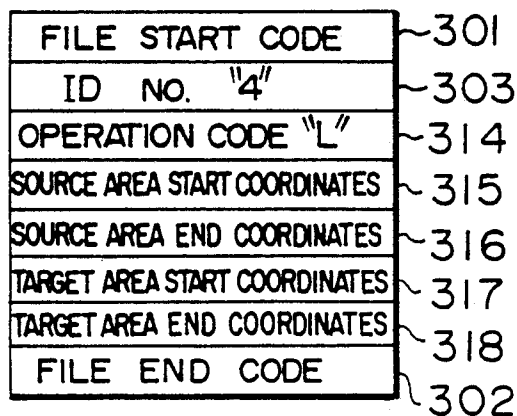 FILE START CODE 301
ID NO. "4" 303
OPERATION CODE "L" 314
SOURCE AREA START COORDINATES 315
SOURCE AREA END COORDINATES 316
TARGET AREA START COORDINATES 317
TARGET AREA END COORDINATES 318
FILE END CODE 302